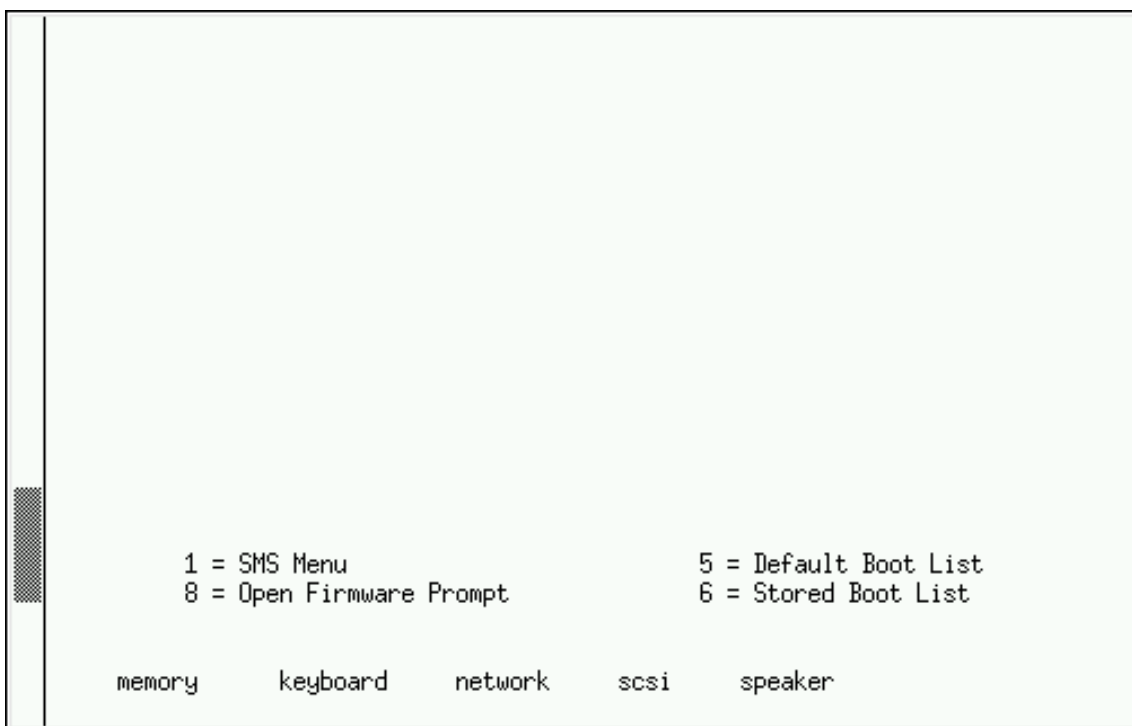 1 = SMS Menu 5 = Default Boot List
8 = Open Firmware Prompt 6 = Stored Boot List
memory keyboard network scsi speaker